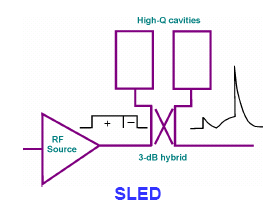 High-Q cavities
+ −
RF
Source
3-dB hybrid
SLED